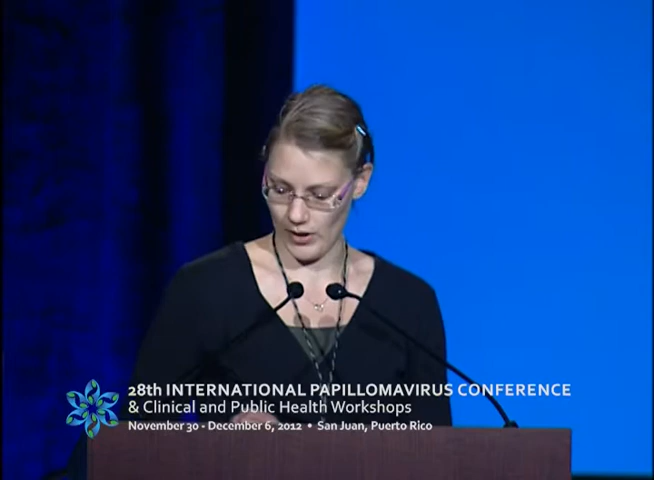 28th INTERNATIONAL PAPILLOMAVIRUS CONFERENCE
& Clinical and Public Health Workshops
November 30 - December 6, 2012 • San Juan, Puerto Rico